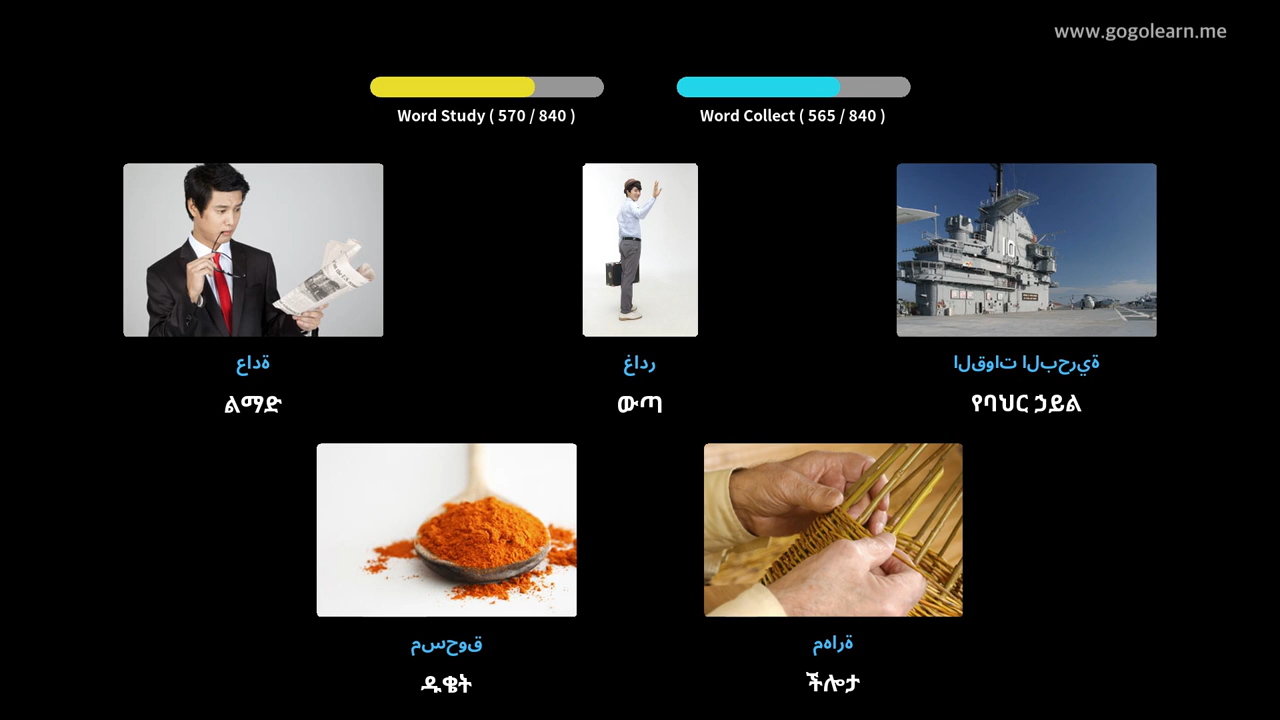 www.gogolearn.me
Word Study ( 570 / 840 )
Word Collect ( 565 / 840 )
عادة
غادر
القوات البحرية
ልማድ
ውጣ
የባህር ኃይል
مسحوق
مهارة
ዱቄት
ችሎታ